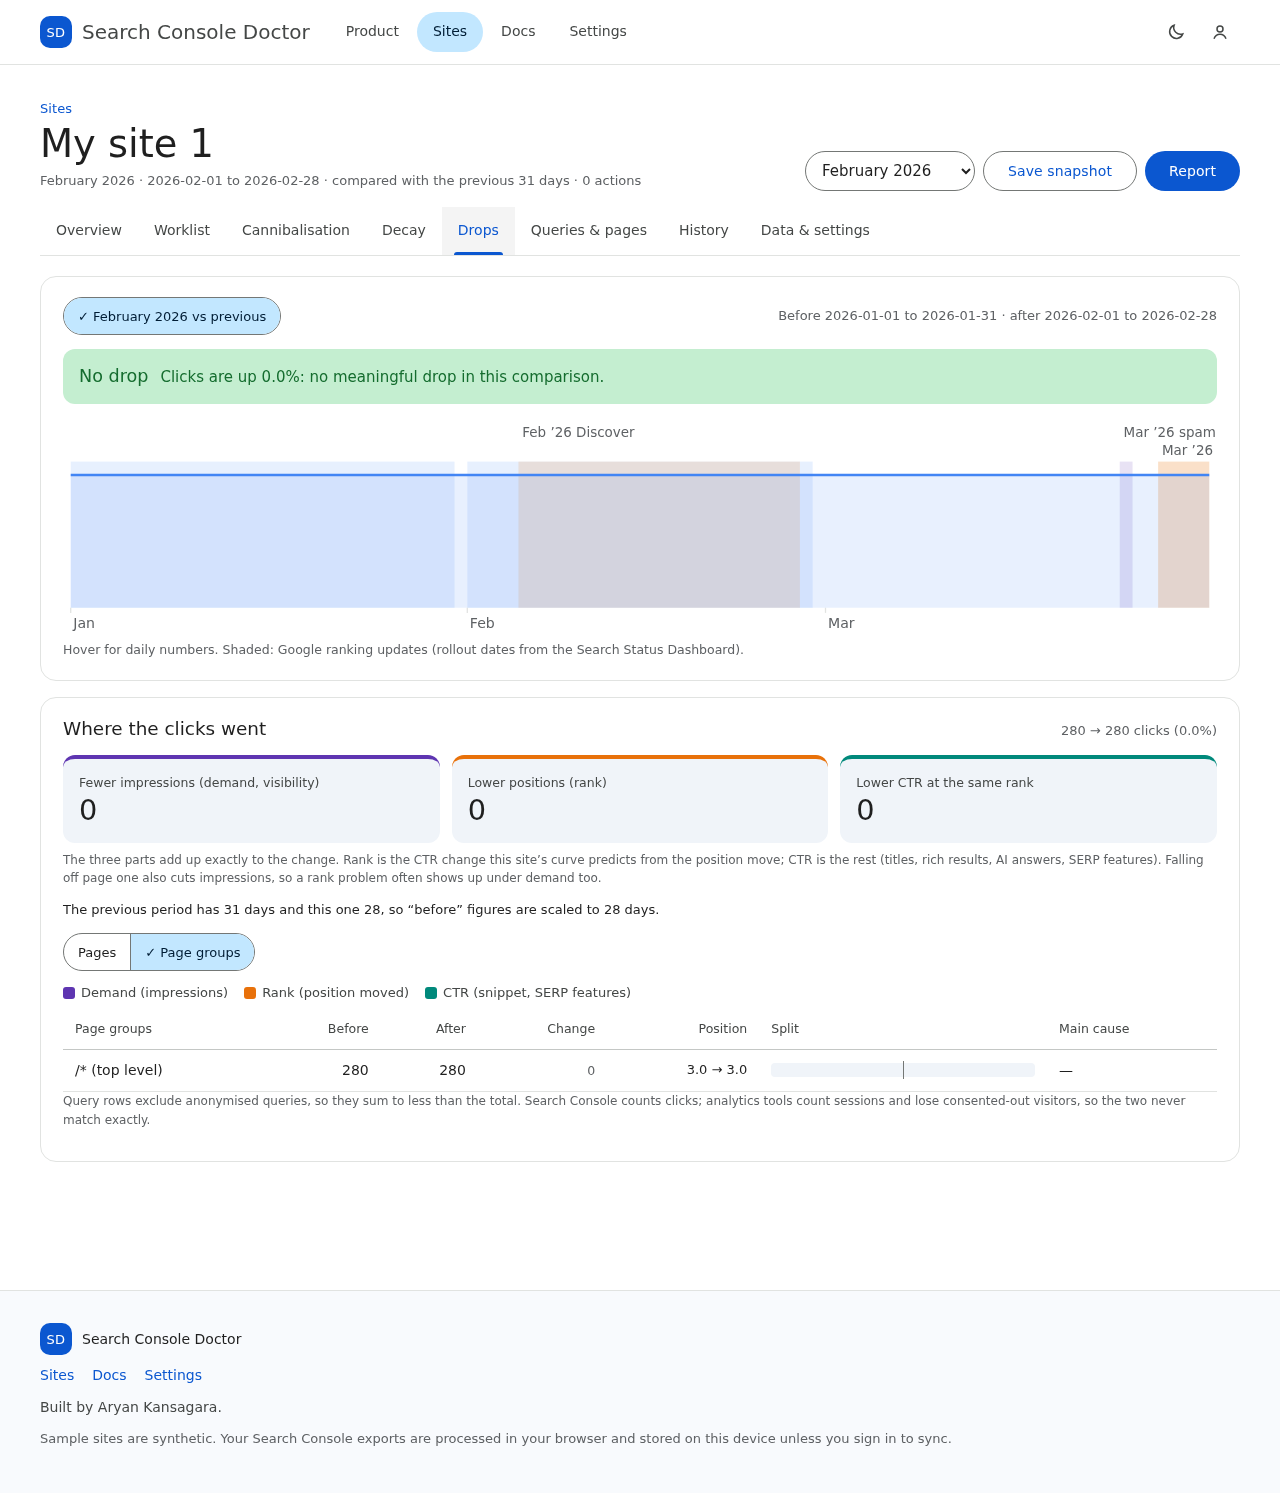 SD Search Console Doctor Product Sites Docs Settings
Sites
My site 1
February 2026 · 2026-02-01 to 2026-02-28 · compared with the previous 31 days · 0 actions
February 2026 Save snapshot Report
Overview Worklist Cannibalisation Decay Drops Queries & pages History Data & settings
✓ February 2026 vs previous Before 2026-01-01 to 2026-01-31 · after 2026-02-01 to 2026-02-28
No drop Clicks are up 0.0%: no meaningful drop in this comparison.
Feb ’26 Discover Mar ’26 spam
Mar ’26
Jan Feb Mar
Hover for daily numbers. Shaded: Google ranking updates (rollout dates from the Search Status Dashboard).
Where the clicks went 280 → 280 clicks (0.0%)
Fewer impressions (demand, visibility) Lower positions (rank) Lower CTR at the same rank
0 0 0
The three parts add up exactly to the change. Rank is the CTR change this site’s curve predicts from the position move; CTR is the rest (titles, rich results, AI answers, SERP features). Falling
off page one also cuts impressions, so a rank problem often shows up under demand too.
The previous period has 31 days and this one 28, so “before” figures are scaled to 28 days.
Pages ✓ Page groups
Demand (impressions) Rank (position moved) CTR (snippet, SERP features)
Page groups Before After Change Position Split Main cause
/* (top level) 280 280 0 3.0 → 3.0 —
Query rows exclude anonymised queries, so they sum to less than the total. Search Console counts clicks; analytics tools count sessions and lose consented-out visitors, so the two never
match exactly.
SD Search Console Doctor
Sites Docs Settings
Built by Aryan Kansagara.
Sample sites are synthetic. Your Search Console exports are processed in your browser and stored on this device unless you sign in to sync.